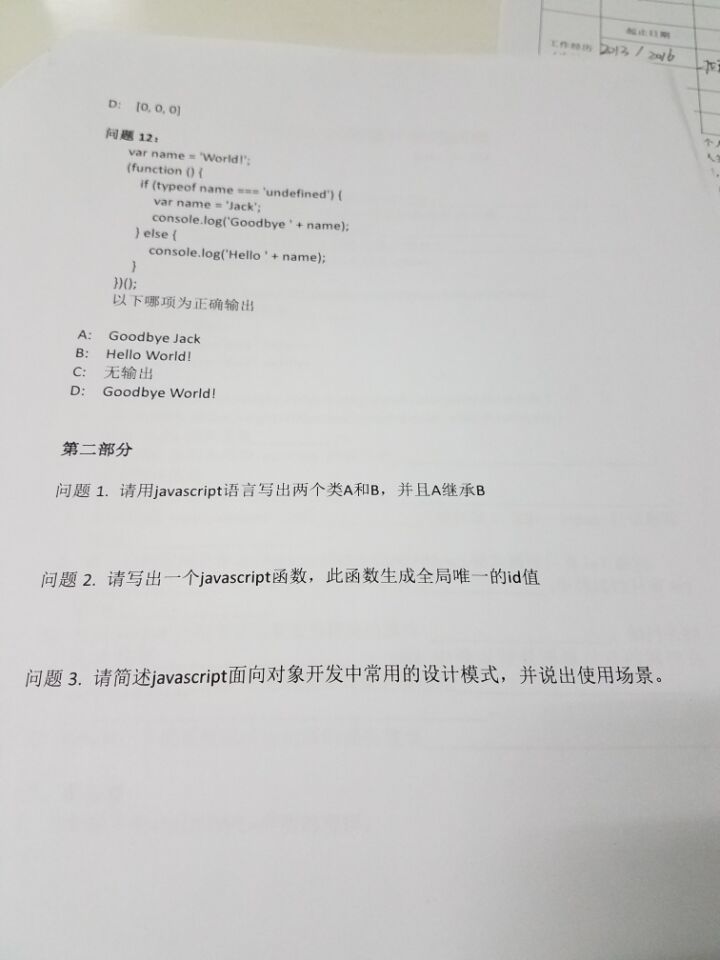 起止日期
工作经历 2013 / 2016
D: [0, 0, 0]
问题 12：
var name = 'World!';
(function () {
if (typeof name === 'undefined') {
var name = 'Jack';
console.log('Goodbye ' + name);
} else {
console.log('Hello ' + name);
}
})();
以下哪项为正确输出
A: Goodbye Jack
B: Hello World!
C: 无输出
D: Goodbye World!
第二部分
问题 1. 请用javascript语言写出两个类A和B，并且A继承B
问题 2. 请写出一个javascript函数，此函数生成全局唯一的id值
问题 3. 请简述javascript面向对象开发中常用的设计模式，并说出使用场景。